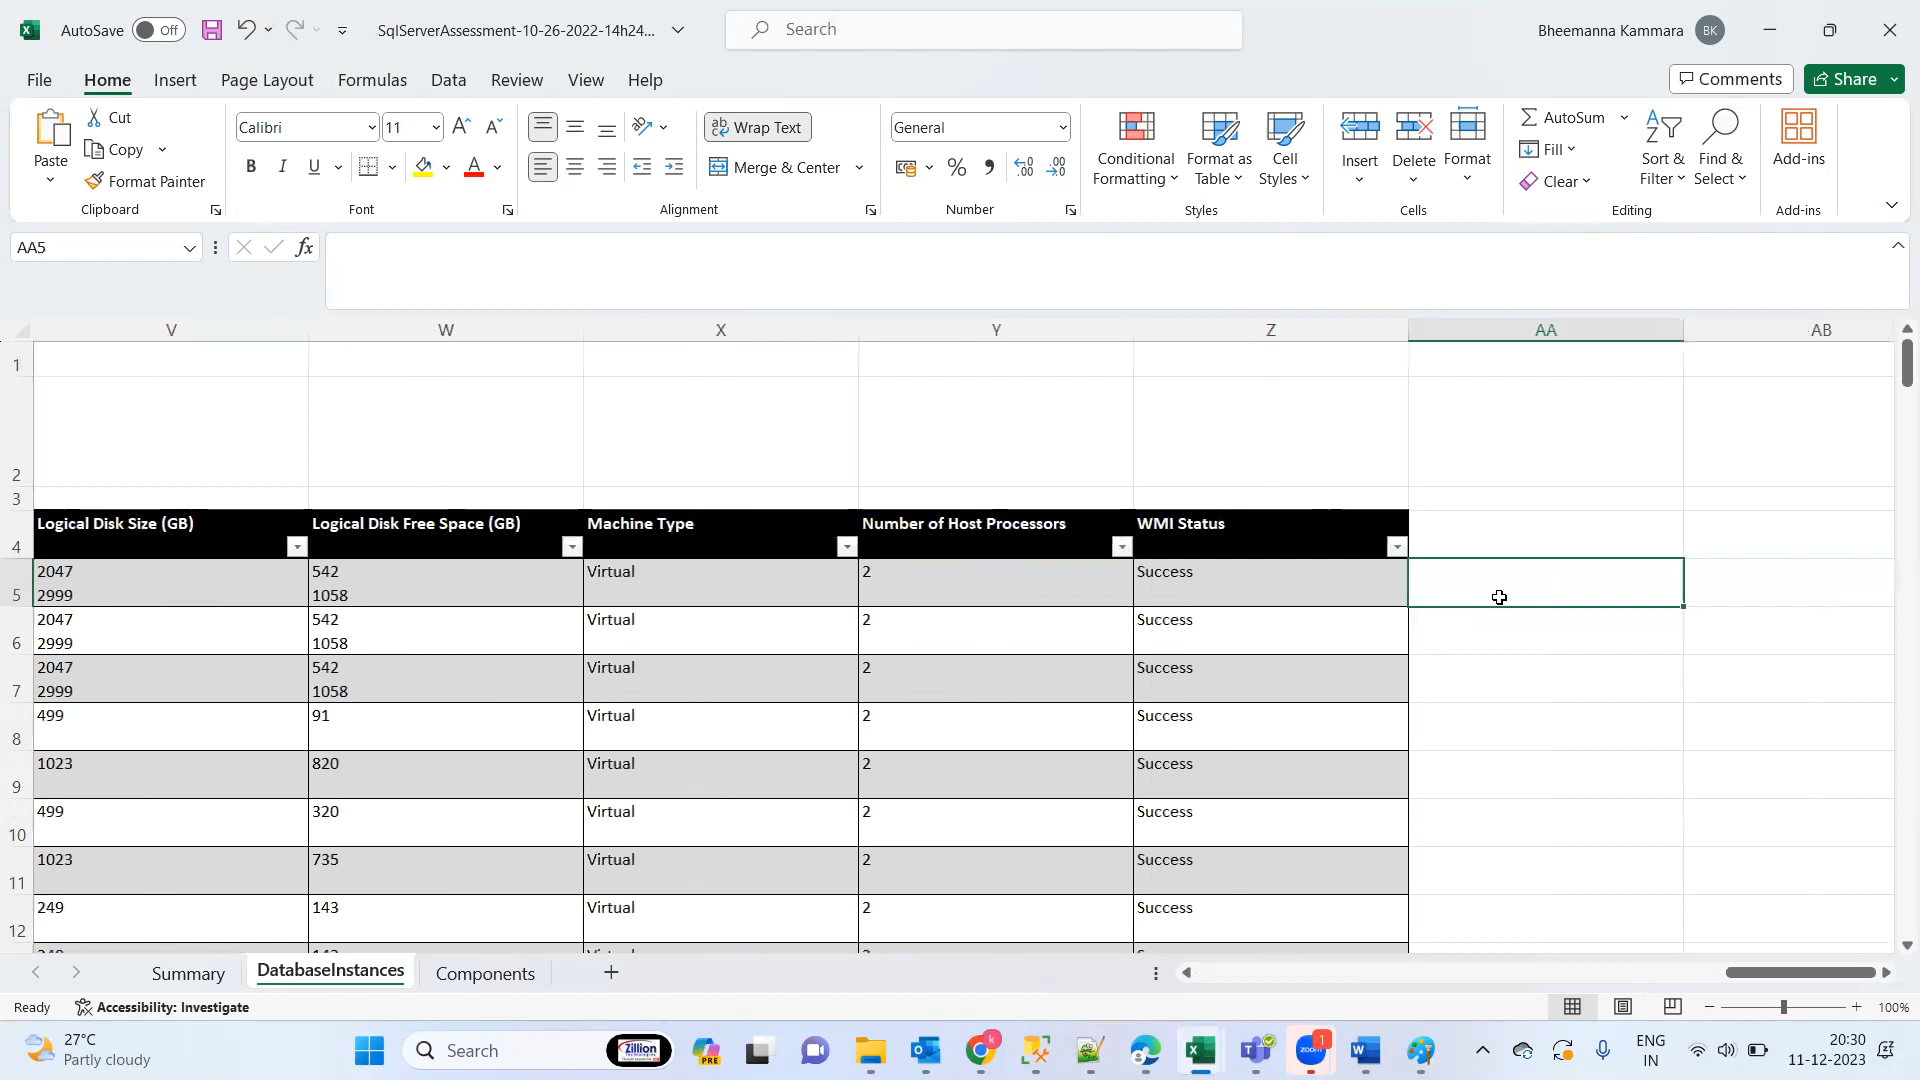 AutoSave Off SqlServerAssessment-10-26-2022-14h24... Search Bheemanna Kammara BK
File Home Insert Page Layout Formulas Data Review View Help Comments Share
Paste
Cut
Copy
Format Painter
Clipboard
Calibri 11
B I U
Font
ab Wrap Text
Merge & Center
Alignment
General
Number
Conditional Formatting
Format as Table
Cell Styles
Styles
Insert Delete Format
Cells
AutoSum
Fill
Clear
Sort & Filter
Find & Select
Editing
Add-ins
Add-ins
AA5 fx
V W X Y Z AA AB
1
2
3
4 Logical Disk Size (GB) Logical Disk Free Space (GB) Machine Type Number of Host Processors WMI Status
2047 542 Virtual 2 Success
5 2999 1058
2047 542 Virtual 2 Success
6 2999 1058
2047 542 Virtual 2 Success
7 2999 1058
8 499 91 Virtual 2 Success
9 1023 820 Virtual 2 Success
10 499 320 Virtual 2 Success
11 1023 735 Virtual 2 Success
12 249 143 Virtual 2 Success
Summary DatabaseInstances Components
Ready Accessibility: Investigate 100%
27°C
Partly cloudy
Search
Zillion
PRE
zoom 1
ENG
IN
20:30
11-12-2023